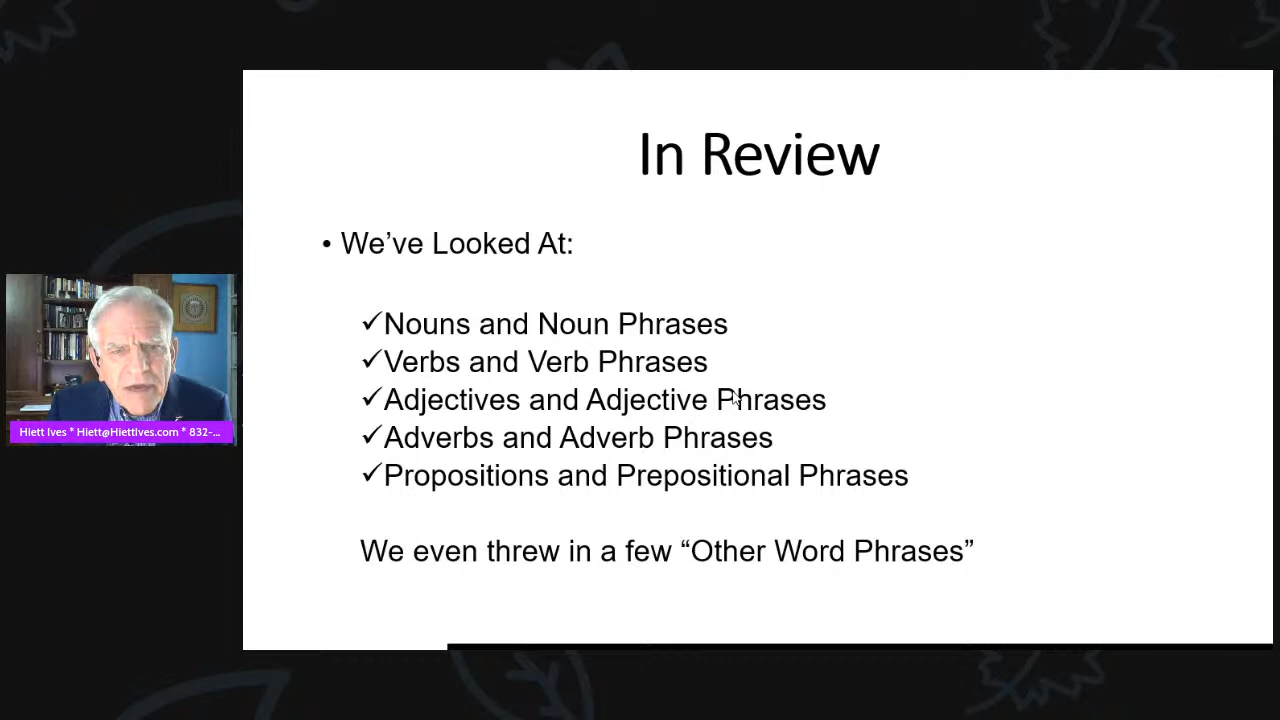 In Review
• We’ve Looked At:
✓Nouns and Noun Phrases
✓Verbs and Verb Phrases
✓Adjectives and Adjective Phrases
✓Adverbs and Adverb Phrases
✓Propositions and Prepositional Phrases
We even threw in a few “Other Word Phrases”
Hiett Ives * Hiett@HiettIves.com * 832-...